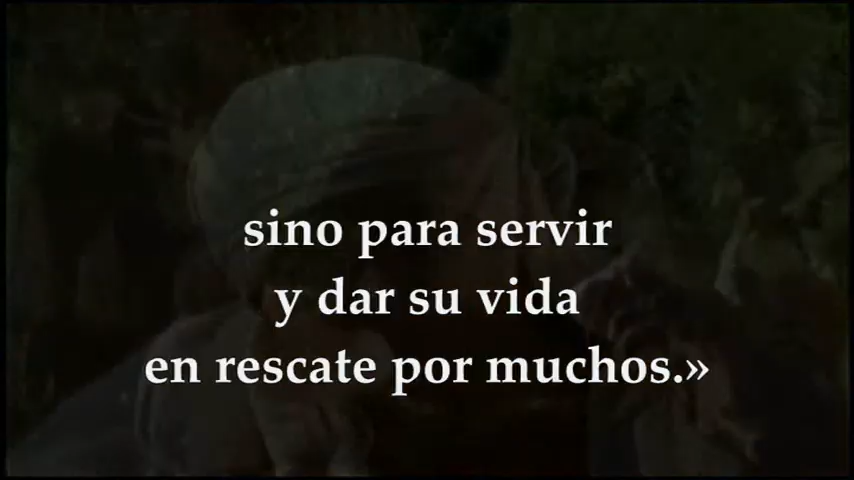 sino para servir
y dar su vida
en rescate por muchos.»